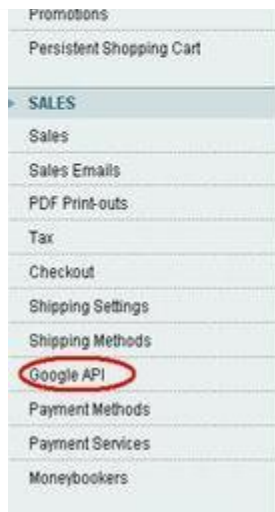 Promotions
Persistent Shopping Cart
SALES
Sales
Sales Emails
PDF Print-outs
Tax
Checkout
Shipping Settings
Shipping Methods
Google API
Payment Methods
Payment Services
Moneybookers